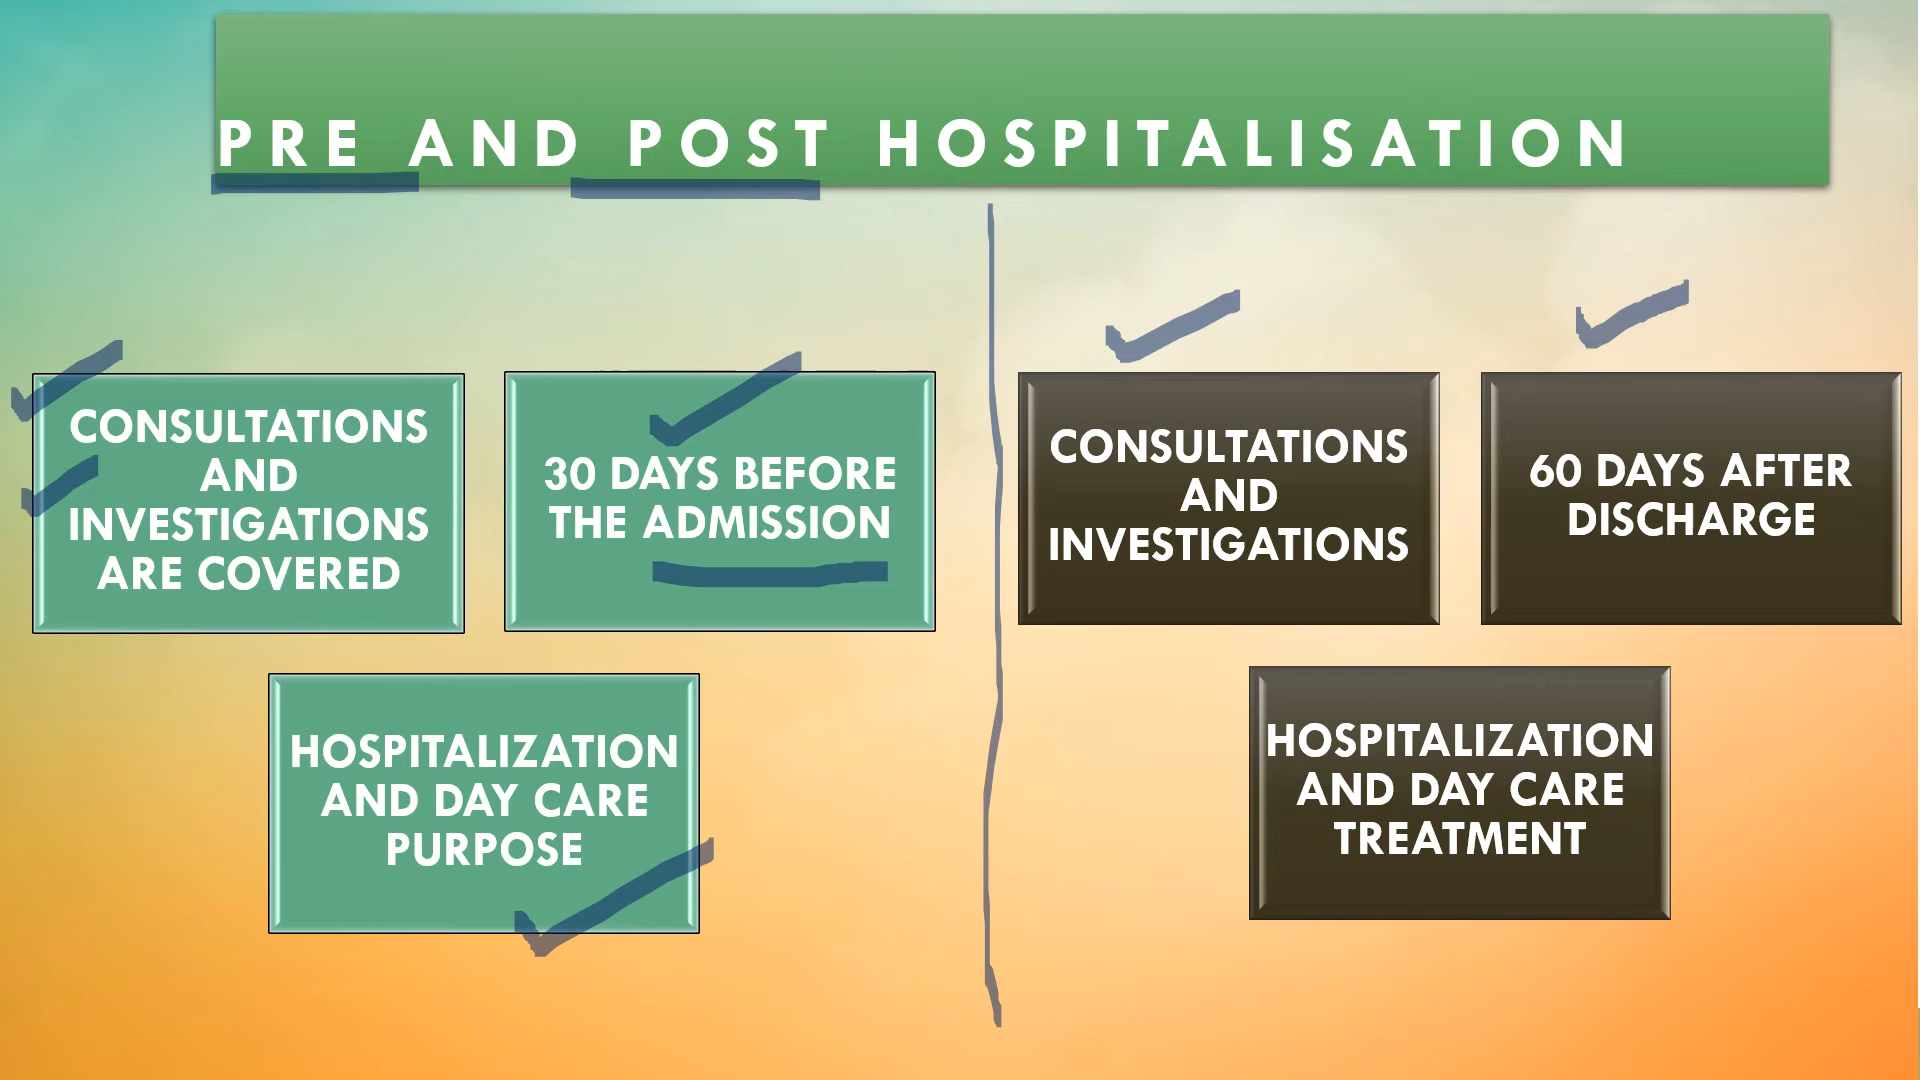 PRE AND POST HOSPITALISATION
CONSULTATIONS
AND
INVESTIGATIONS
ARE COVERED
30 DAYS BEFORE
THE ADMISSION
HOSPITALIZATION
AND DAY CARE
PURPOSE
CONSULTATIONS
AND
INVESTIGATIONS
60 DAYS AFTER
DISCHARGE
HOSPITALIZATION
AND DAY CARE
TREATMENT